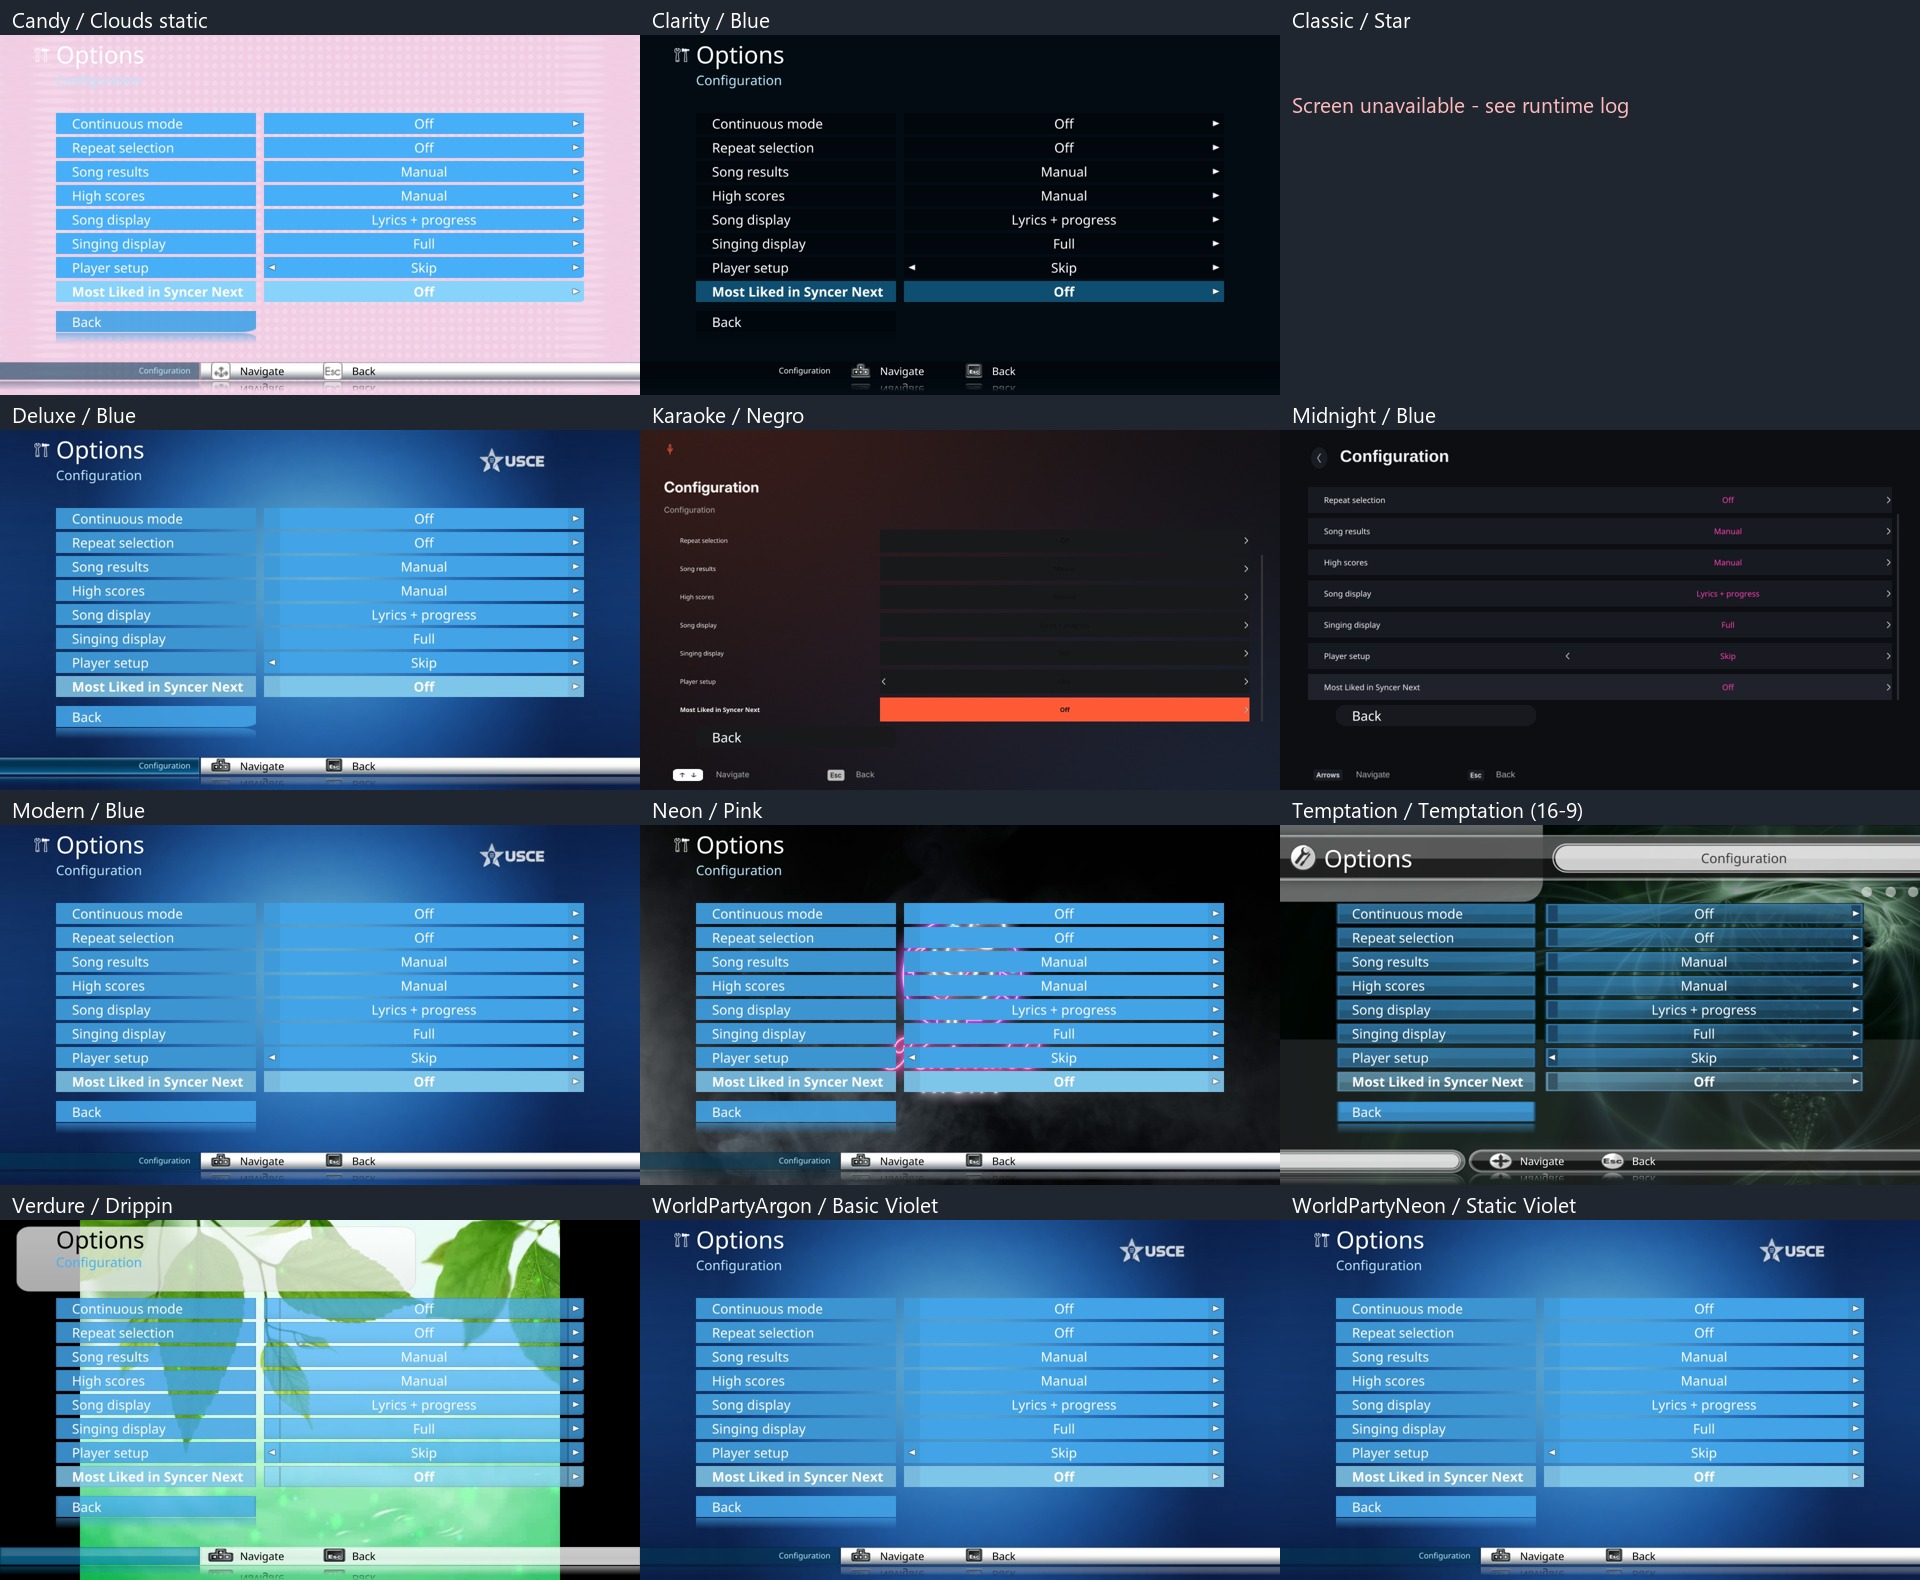 Candy / Clouds static
Options
Configuration
Continuous mode Off
Repeat selection Off
Song results Manual
High scores Manual
Song display Lyrics + progress
Singing display Full
Player setup Skip
Most Liked in Syncer Next Off
Back
Configuration Navigate Esc Back
Clarity / Blue
Options
Configuration
Continuous mode Off
Repeat selection Off
Song results Manual
High scores Manual
Song display Lyrics + progress
Singing display Full
Player setup Skip
Most Liked in Syncer Next Off
Back
Configuration Navigate Esc Back
Classic / Star
Screen unavailable - see runtime log
Deluxe / Blue
Options
Configuration
USCE
Continuous mode Off
Repeat selection Off
Song results Manual
High scores Manual
Song display Lyrics + progress
Singing display Full
Player setup Skip
Most Liked in Syncer Next Off
Back
Configuration Navigate Esc Back
Karaoke / Negro
Configuration
Configuration
Repeat selection
Song results
High scores
Song display
Singing display
Player setup
Most Liked in Syncer Next Off
Back
Navigate Esc Back
Midnight / Blue
Configuration
Repeat selection Off
Song results Manual
High scores Manual
Song display Lyrics + progress
Singing display Full
Player setup Skip
Most Liked in Syncer Next Off
Back
Arrows Navigate Esc Back
Modern / Blue
Options
Configuration
USCE
Continuous mode Off
Repeat selection Off
Song results Manual
High scores Manual
Song display Lyrics + progress
Singing display Full
Player setup Skip
Most Liked in Syncer Next Off
Back
Configuration Navigate Esc Back
Neon / Pink
Options
Configuration
Continuous mode Off
Repeat selection Off
Song results Manual
High scores Manual
Song display Lyrics + progress
Singing display Full
Player setup Skip
Most Liked in Syncer Next Off
Back
Configuration Navigate Esc Back
Temptation / Temptation (16-9)
Options
Configuration
Continuous mode Off
Repeat selection Off
Song results Manual
High scores Manual
Song display Lyrics + progress
Singing display Full
Player setup Skip
Most Liked in Syncer Next Off
Back
Navigate Esc Back
Verdure / Drippin
Options
Configuration
Continuous mode Off
Repeat selection Off
Song results Manual
High scores Manual
Song display Lyrics + progress
Singing display Full
Player setup Skip
Most Liked in Syncer Next Off
Back
Navigate Esc Back
WorldPartyArgon / Basic Violet
Options
Configuration
USCE
Continuous mode Off
Repeat selection Off
Song results Manual
High scores Manual
Song display Lyrics + progress
Singing display Full
Player setup Skip
Most Liked in Syncer Next Off
Back
Configuration Navigate Esc Back
WorldPartyNeon / Static Violet
Options
Configuration
USCE
Continuous mode Off
Repeat selection Off
Song results Manual
High scores Manual
Song display Lyrics + progress
Singing display Full
Player setup Skip
Most Liked in Syncer Next Off
Back
Configuration Navigate Esc Back